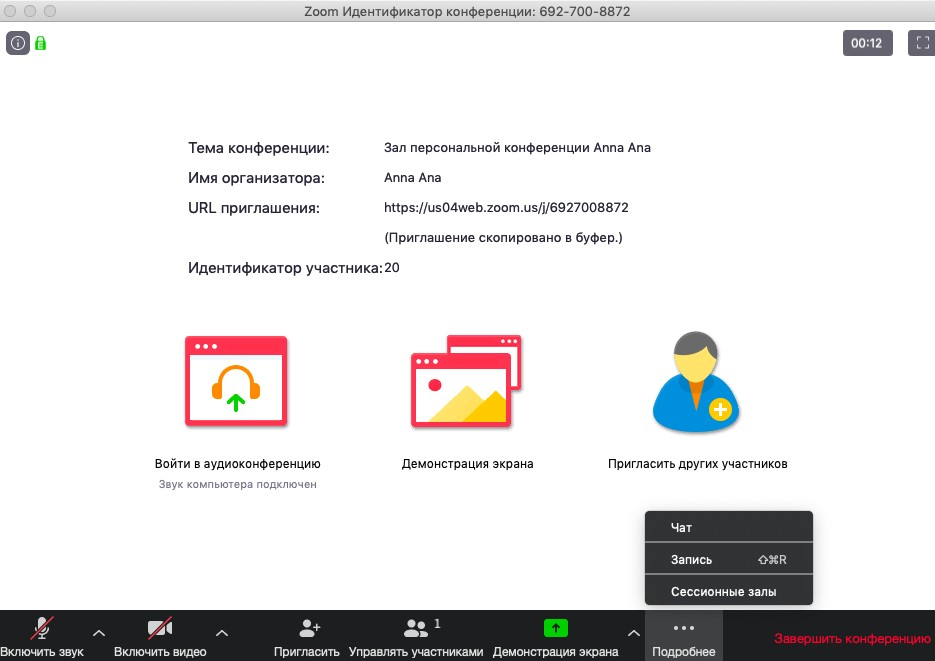 Zoom Идентификатор конференции: 692-700-8872
00:12
Тема конференции: Зал персональной конференции Anna Ana
Имя организатора: Anna Ana
URL приглашения: https://us04web.zoom.us/j/6927008872
(Приглашение скопировано в буфер.)
Идентификатор участника: 20
Войти в аудиоконференцию Демонстрация экрана Пригласить других участников
Звук компьютера подключен
Чат
Запись ⇧⌘R
Сессионные залы
1
Включить звук Включить видео Пригласить Управлять участниками Демонстрация экрана Подробнее Завершить конференцию